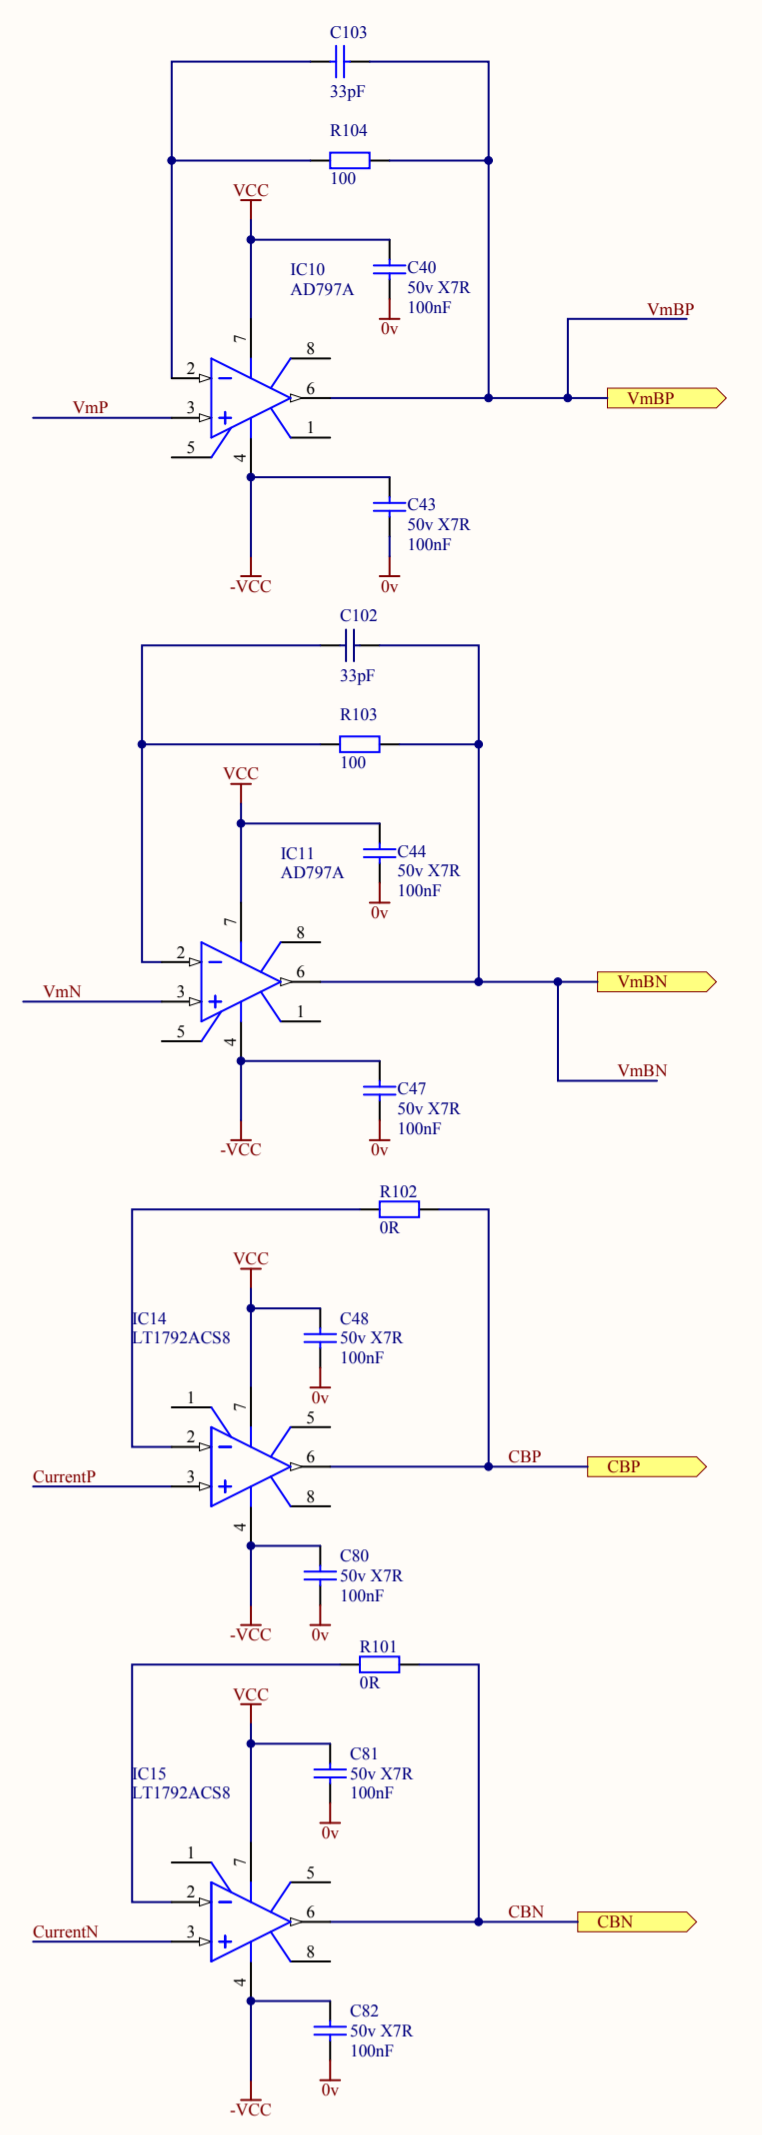 C103
33pF
R104
100
VCC
IC10
AD797A
C40
50v X7R
100nF
0v
VmBP
7
8
2
VmP
3
6
VmBP
5
4
1
C43
50v X7R
100nF
-VCC
0v
C102
33pF
R103
100
VCC
IC11
AD797A
C44
50v X7R
100nF
0v
7
8
2
VmN
3
6
VmBN
5
4
1
VmBN
C47
50v X7R
100nF
-VCC
0v
R102
0R
VCC
IC14
LT1792ACS8
C48
50v X7R
100nF
0v
1
7
5
2
CurrentP
3
6
CBP
CBP
8
4
C80
50v X7R
100nF
-VCC
0v
R101
0R
VCC
IC15
LT1792ACS8
C81
50v X7R
100nF
0v
1
7
5
2
CurrentN
3
6
CBN
CBN
8
4
C82
50v X7R
100nF
0v
-VCC